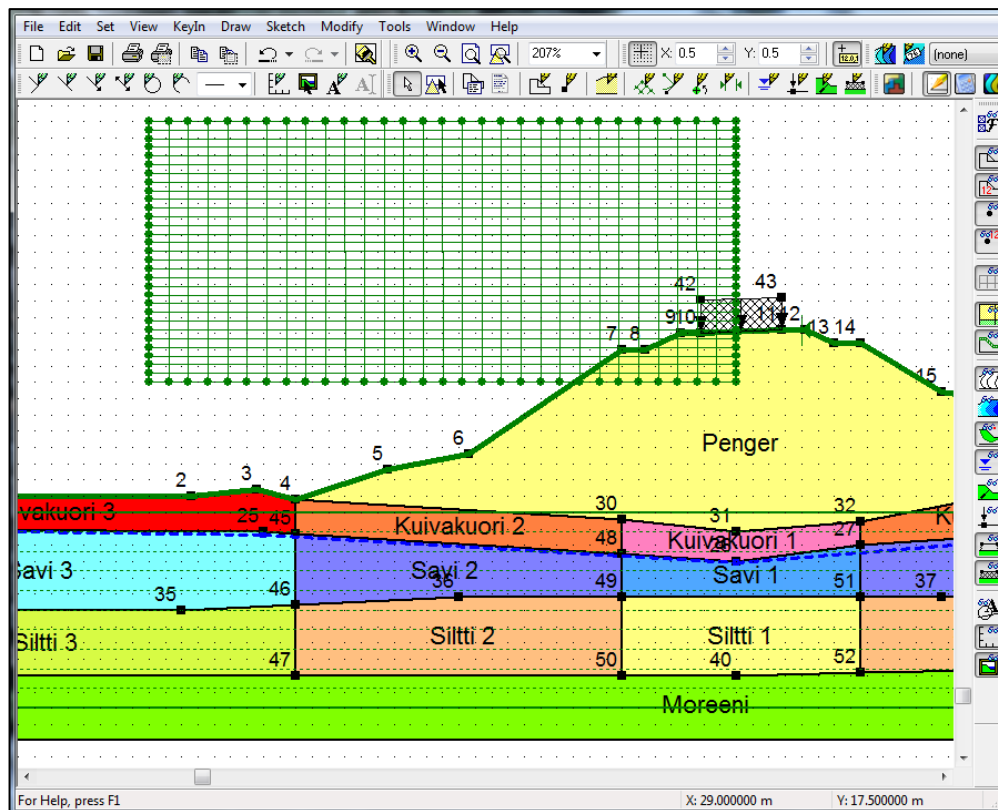 File Edit Set View KeyIn Draw Sketch Modify Tools Window Help
207% X: 0.5 Y: 0.5 (none)
42 43
9 10 11 12 13 14
7 8
15
6
5
Penger
2 3 4
30 31 32
vakuori 3 25 45 Kuivakuori 2 48 Kuivakuori 1 27 K
Savi 3 Savi 2 Savi 1
35 46 36 49 51 37
Siltti 3 Siltti 2 Siltti 1
47 50 40 52
Moreeni
For Help, press F1 X: 29.000000 m Y: 17.500000 m